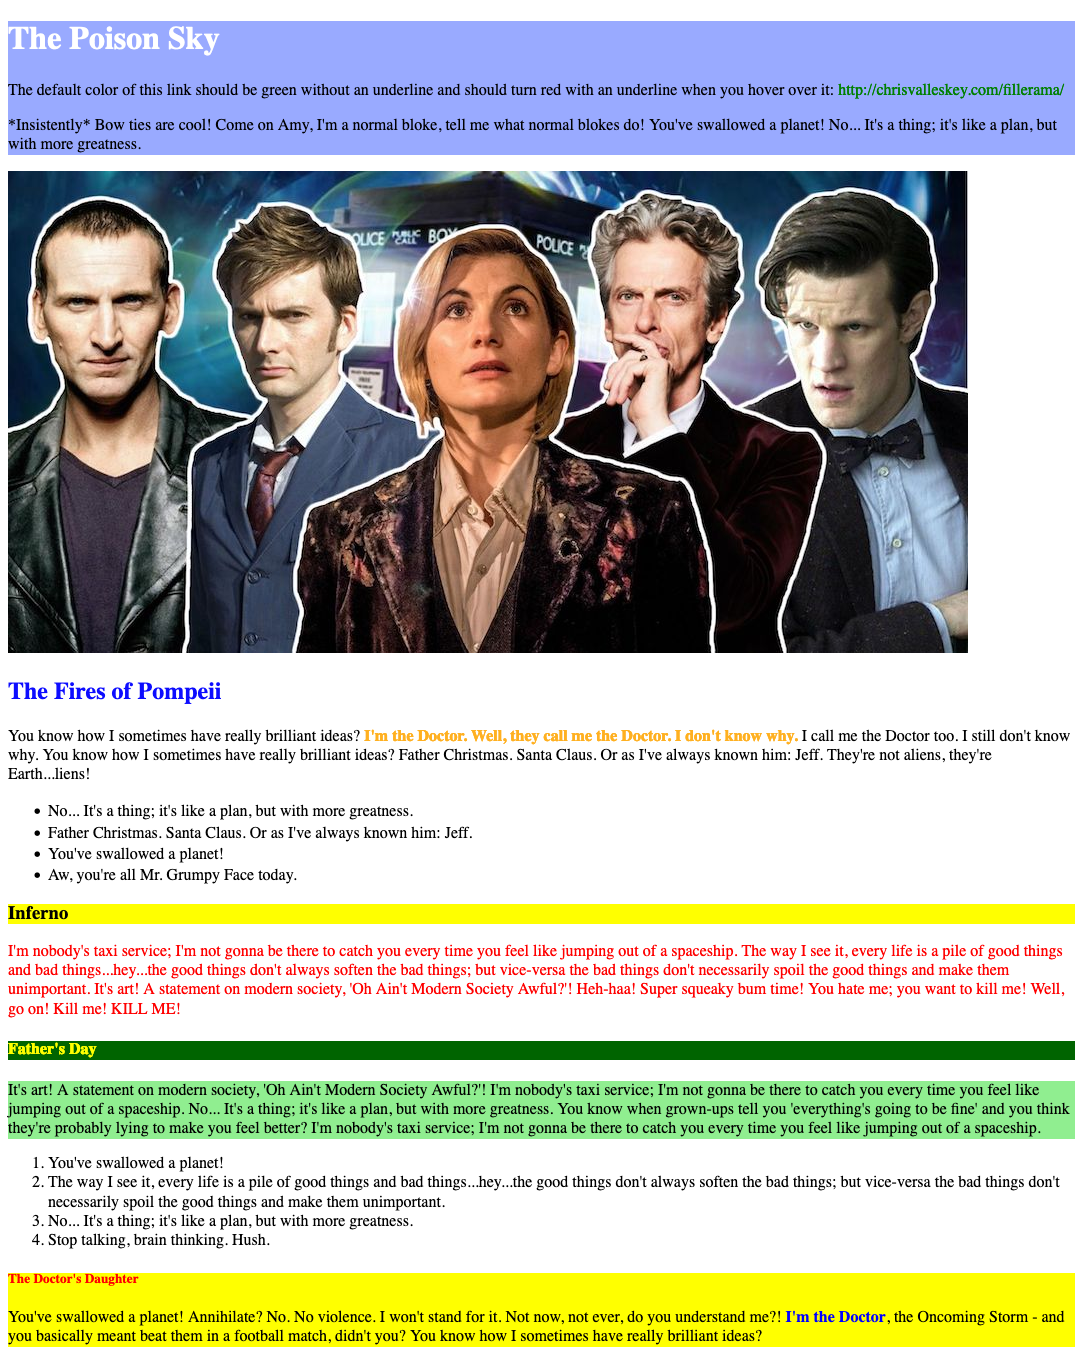 The Poison Sky
The default color of this link should be green without an underline and should turn red with an underline when you hover over it: http://chrisvalleskey.com/fillerama/
*Insistently* Bow ties are cool! Come on Amy, I'm a normal bloke, tell me what normal blokes do! You've swallowed a planet! No... It's a thing; it's like a plan, but
with more greatness.
POLICE PUBLIC CALL BOX POLICE
The Fires of Pompeii
You know how I sometimes have really brilliant ideas? I'm the Doctor. Well, they call me the Doctor. I don't know why. I call me the Doctor too. I still don't know
why. You know how I sometimes have really brilliant ideas? Father Christmas. Santa Claus. Or as I've always known him: Jeff. They're not aliens, they're
Earth...liens!
• No... It's a thing; it's like a plan, but with more greatness.
• Father Christmas. Santa Claus. Or as I've always known him: Jeff.
• You've swallowed a planet!
• Aw, you're all Mr. Grumpy Face today.
Inferno
I'm nobody's taxi service; I'm not gonna be there to catch you every time you feel like jumping out of a spaceship. The way I see it, every life is a pile of good things
and bad things...hey...the good things don't always soften the bad things; but vice-versa the bad things don't necessarily spoil the good things and make them
unimportant. It's art! A statement on modern society, 'Oh Ain't Modern Society Awful?'! Heh-haa! Super squeaky bum time! You hate me; you want to kill me! Well,
go on! Kill me! KILL ME!
Father's Day
It's art! A statement on modern society, 'Oh Ain't Modern Society Awful?'! I'm nobody's taxi service; I'm not gonna be there to catch you every time you feel like
jumping out of a spaceship. No... It's a thing; it's like a plan, but with more greatness. You know when grown-ups tell you 'everything's going to be fine' and you think
they're probably lying to make you feel better? I'm nobody's taxi service; I'm not gonna be there to catch you every time you feel like jumping out of a spaceship.
1. You've swallowed a planet!
2. The way I see it, every life is a pile of good things and bad things...hey...the good things don't always soften the bad things; but vice-versa the bad things don't
necessarily spoil the good things and make them unimportant.
3. No... It's a thing; it's like a plan, but with more greatness.
4. Stop talking, brain thinking. Hush.
The Doctor's Daughter
You've swallowed a planet! Annihilate? No. No violence. I won't stand for it. Not now, not ever, do you understand me?! I'm the Doctor, the Oncoming Storm - and
you basically meant beat them in a football match, didn't you? You know how I sometimes have really brilliant ideas?